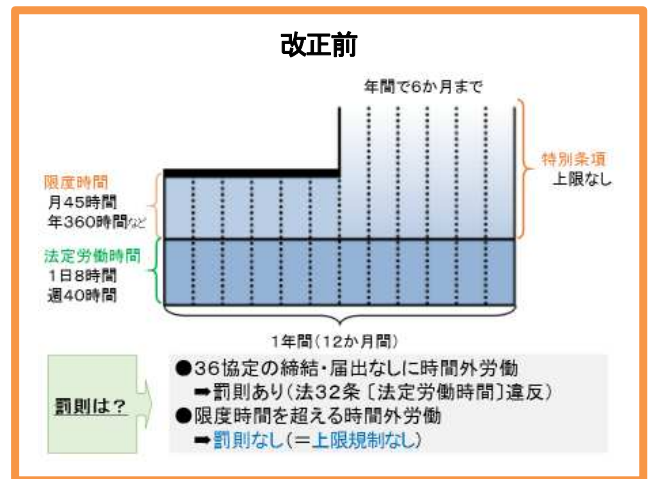 改正前
年間で6か月まで
特別条項
上限なし
限度時間
月45時間
年360時間など
法定労働時間
1日8時間
週40時間
1年間(12か月間)
罰則は?
●36協定の締結・届出なしに時間外労働
➡罰則あり(法32条〔法定労働時間〕違反)
●限度時間を超える時間外労働
➡罰則なし(=上限規制なし)